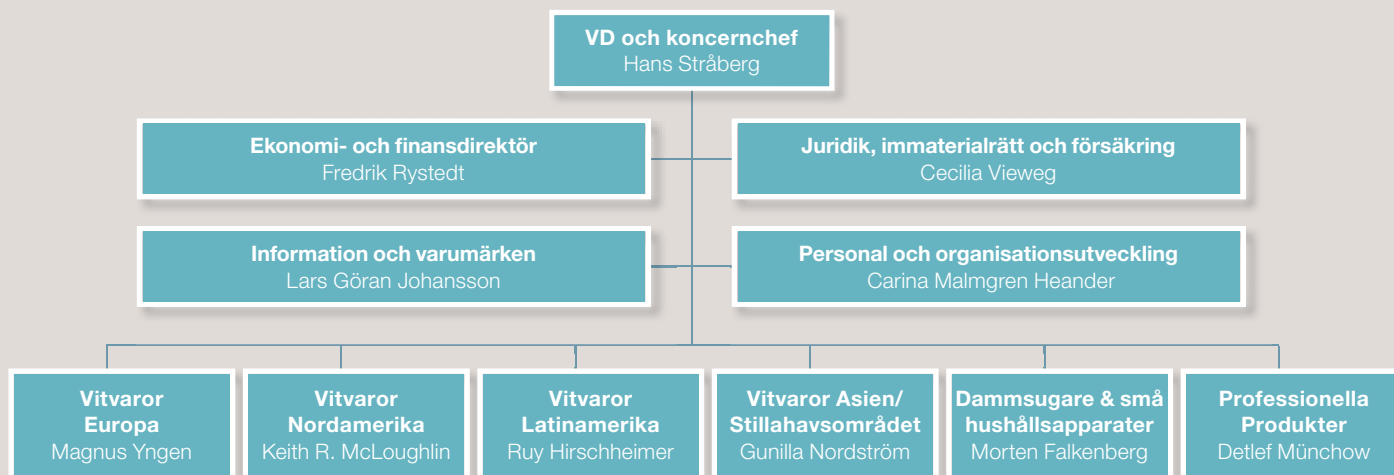 VD och koncernchef
Hans Stråberg
Ekonomi- och finansdirektör
Fredrik Rystedt
Juridik, immaterialrätt och försäkring
Cecilia Vieweg
Information och varumärken
Lars Göran Johansson
Personal och organisationsutveckling
Carina Malmgren Heander
Vitvaror
Europa
Magnus Yngen
Vitvaror
Nordamerika
Keith R. McLoughlin
Vitvaror
Latinamerika
Ruy Hirschheimer
Vitvaror Asien/
Stillahavsområdet
Gunilla Nordström
Dammsugare & små
hushållsapparater
Morten Falkenberg
Professionella
Produkter
Detlef Münchow